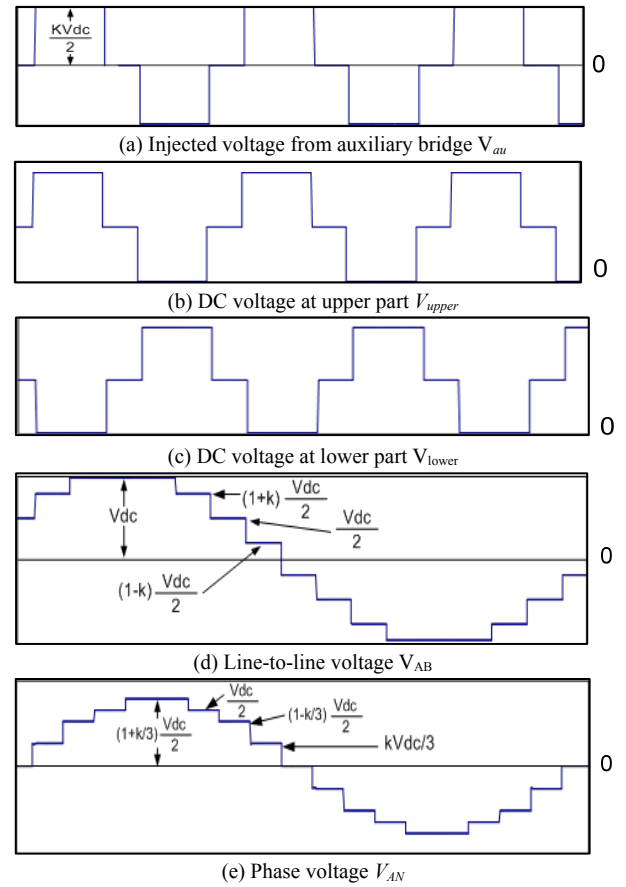 KVdc
2
0
(a) Injected voltage from auxiliary bridge Vau
0
(b) DC voltage at upper part Vupper
0
(c) DC voltage at lower part Vlower
Vdc
(1+k) Vdc
2
Vdc
2
0
(1-k) Vdc
2
(d) Line-to-line voltage VAB
(1+k/3) Vdc
2
Vdc
2
(1-k/3) Vdc
2
kVdc/3
0
(e) Phase voltage VAN